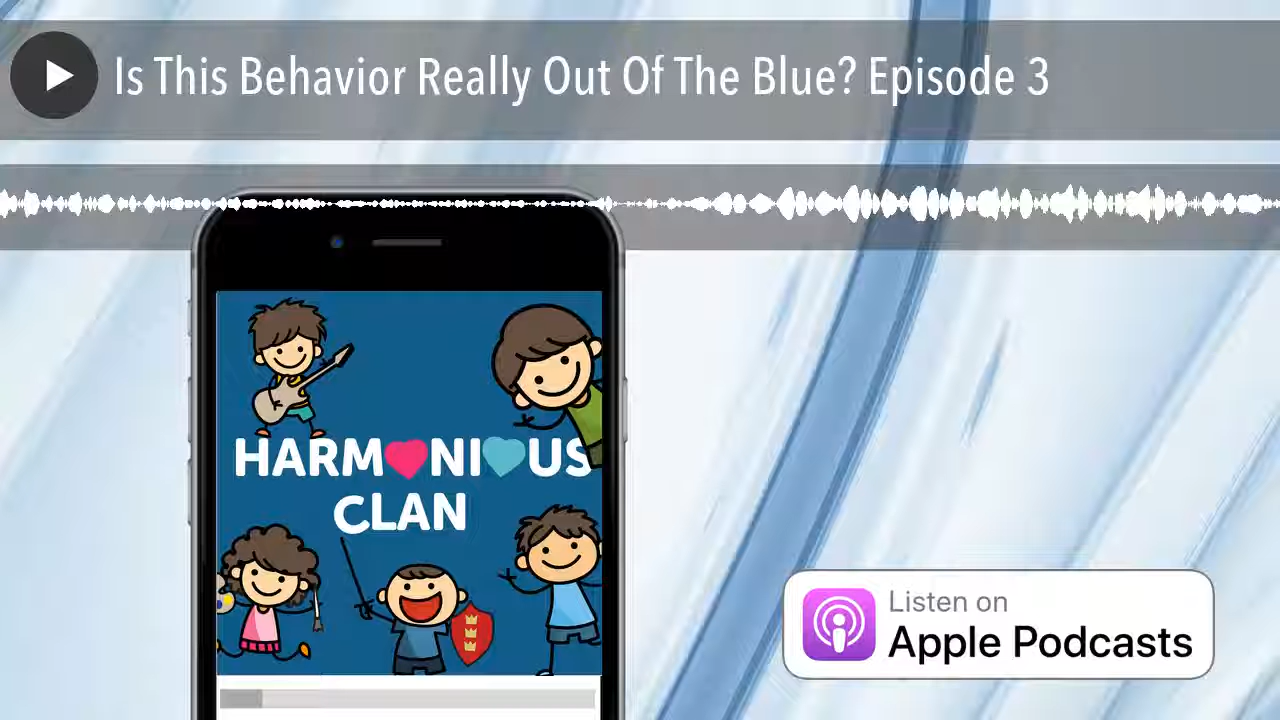 Is This Behavior Really Out Of The Blue? Episode 3
HARMONIOUS
CLAN
Listen on
Apple Podcasts